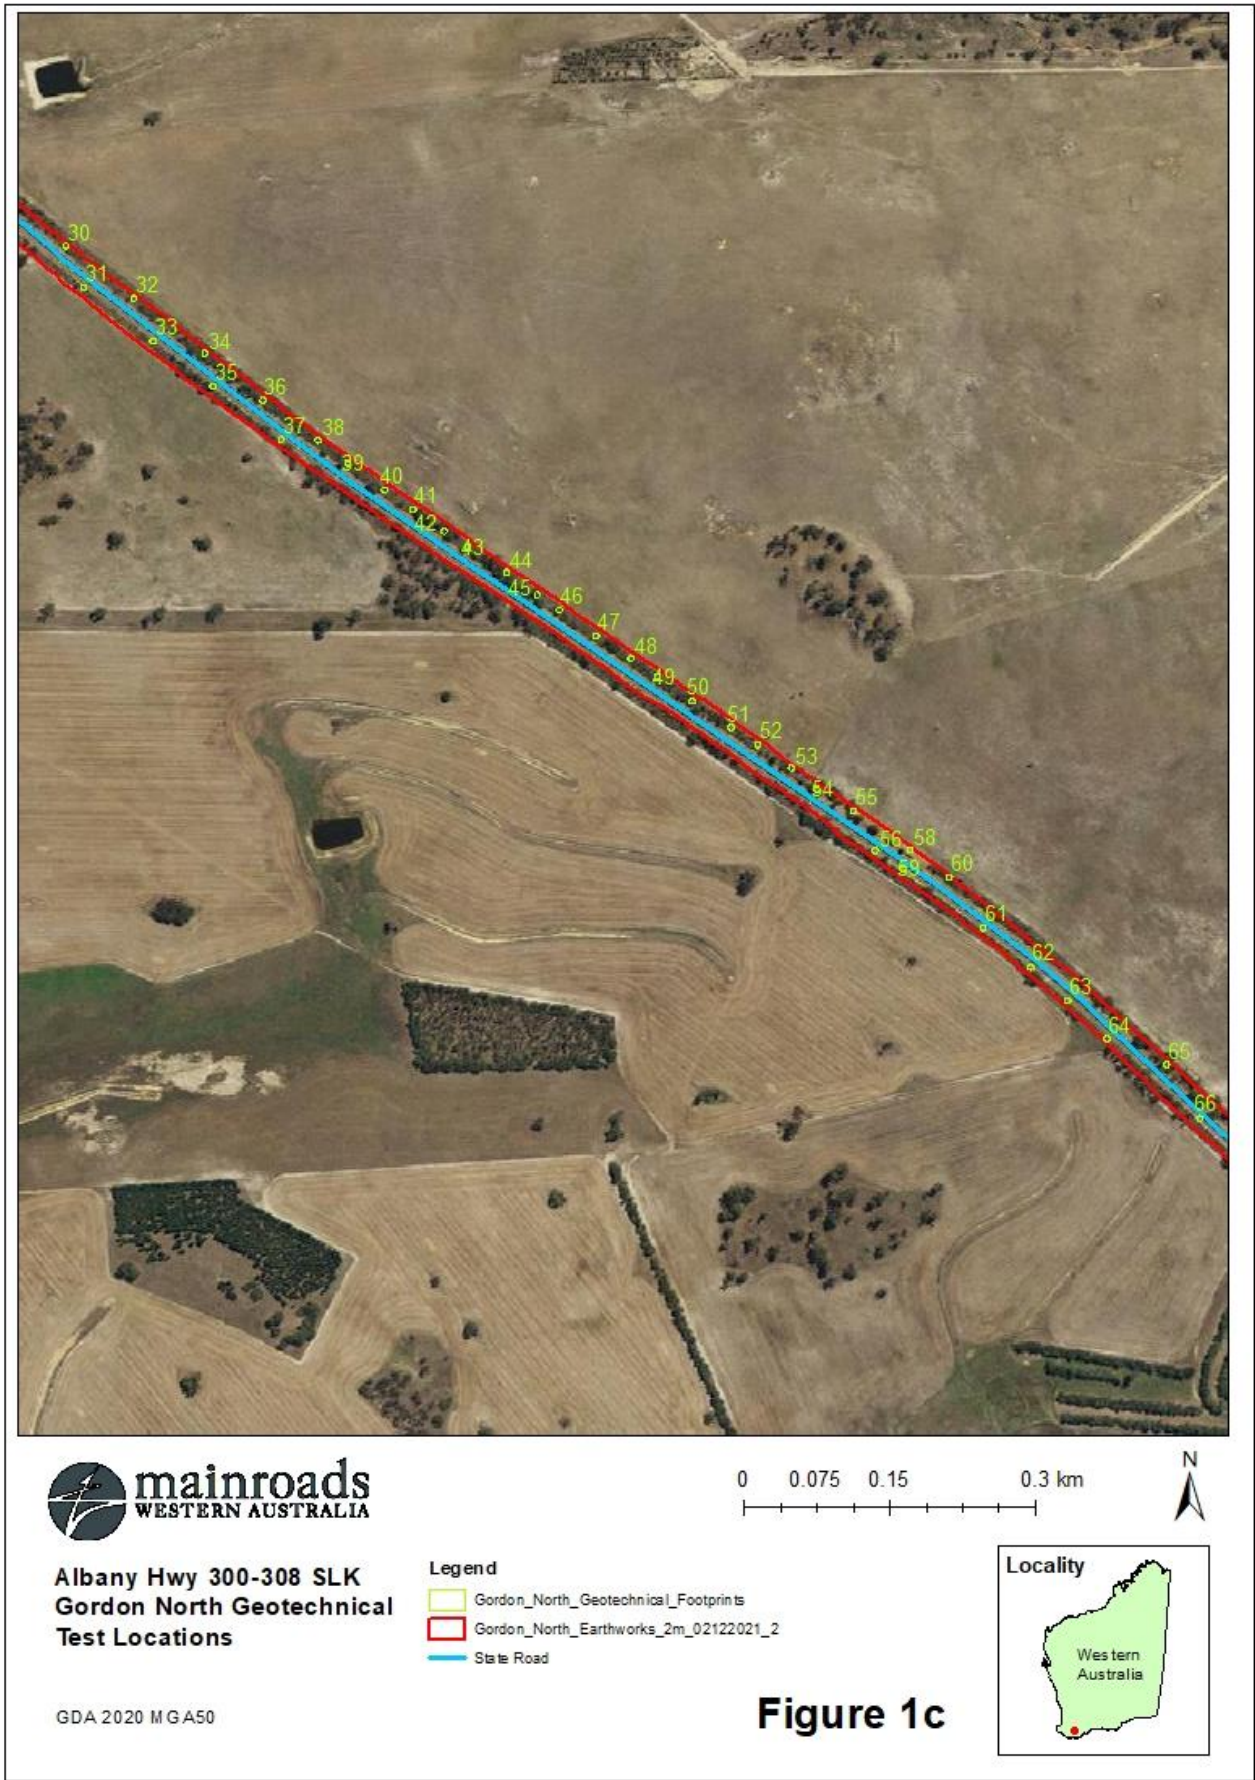 30
31
32
33
34
35
36
37
38
39
40
41
42
43
44
45
46
47
48
49
50
51
52
53
54
55
56
58
59
60
61
62
63
64
65
66
mainroads
WESTERN AUSTRALIA
0 0.075 0.15 0.3 km
N
Albany Hwy 300-308 SLK
Gordon North Geotechnical
Test Locations
Legend
Gordon_North_Geotechnical_Footprints
Gordon_North_Earthworks_2m_02122021_2
State Road
Locality
Western
Australia
GDA 2020 MGA50
Figure 1c